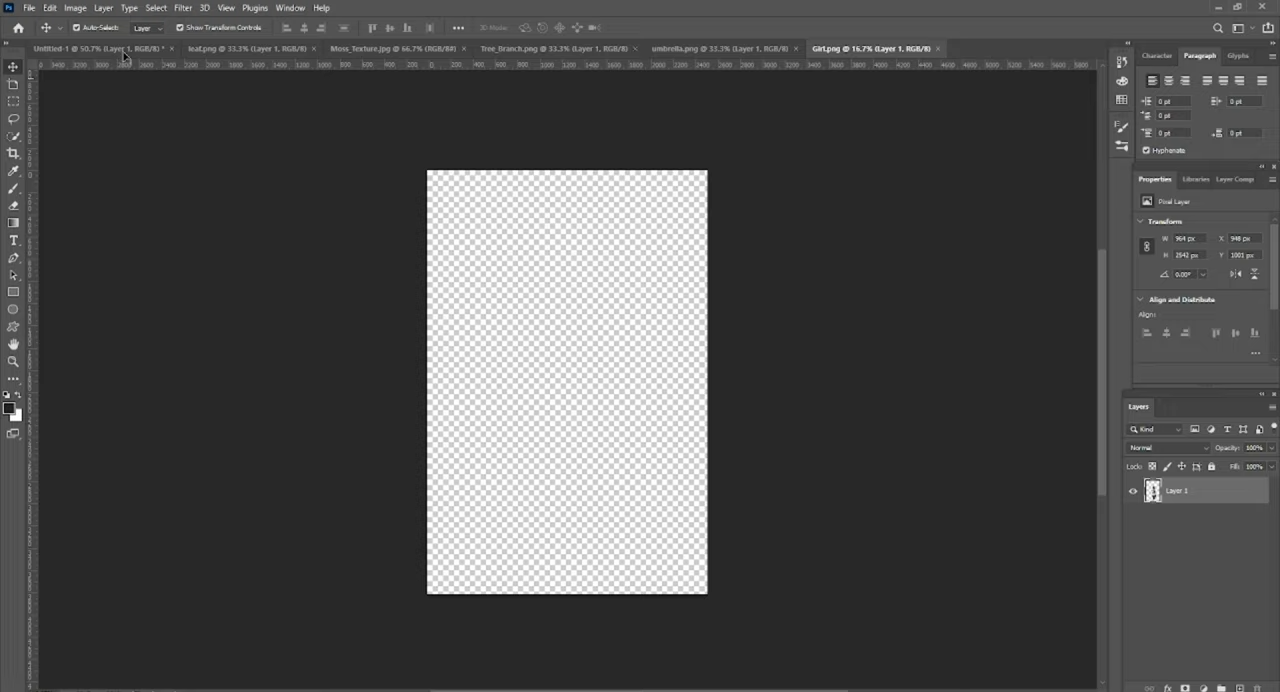 Ps File Edit Image Layer Type Select Filter 3D View Plugins Window Help
Auto-Select: Layer Show Transform Controls 3D Mode:
Untitled-1 @ 50.7% (Layer 1, RGB/8) * × leaf.png @ 33.3% (Layer 1, RGB/8) × Moss_Texture.jpg @ 66.7% (RGB/8#) × Tree_Branch.png @ 33.3% (Layer 1, RGB/8) × umbrella.png @ 33.3% (Layer 1, RGB/8) × Girl.png @ 16.7% (Layer 1, RGB/8) ×
Character Paragraph Glyphs
0 pt 0 pt
0 pt
0 pt 0 pt
Hyphenate
Properties Libraries Layer Comps
Pixel Layer
Transform
W 964 px X 948 px
H 2542 px Y 1001 px
0.00°
Align and Distribute
Align:
Layers
Kind
Normal Opacity: 100%
Lock: Fill: 100%
Layer 1
fx